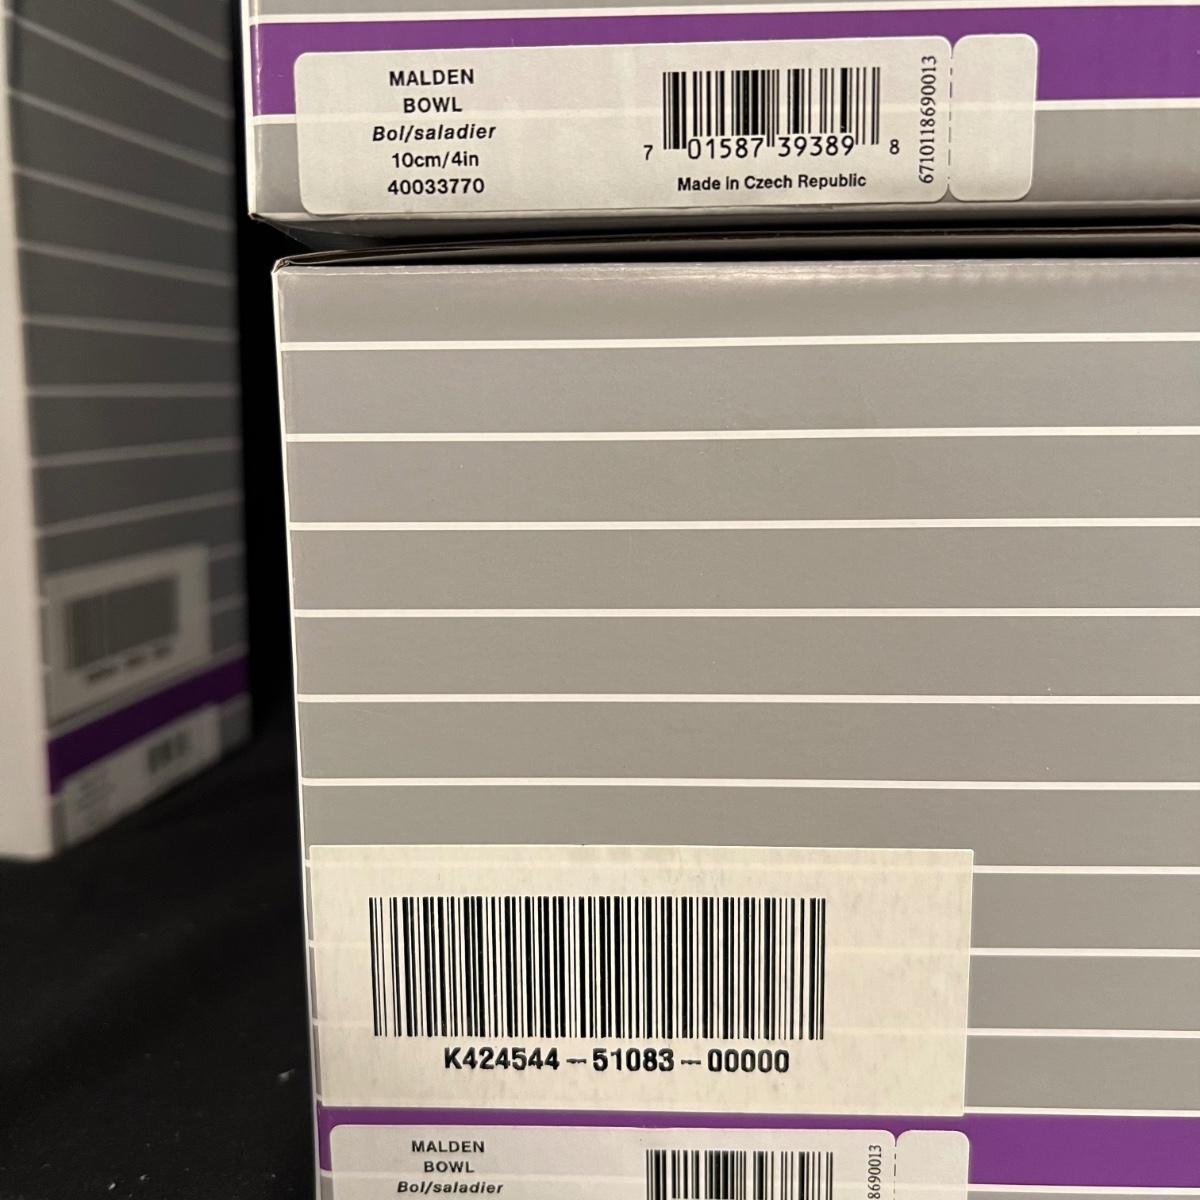 MALDEN
BOWL
Bol/saladier
10cm/4in
40033770
7 01587 39389 8
Made in Czech Republic
6710118690013
K424544-51083-00000
MALDEN
BOWL
Bol/saladier
8690013